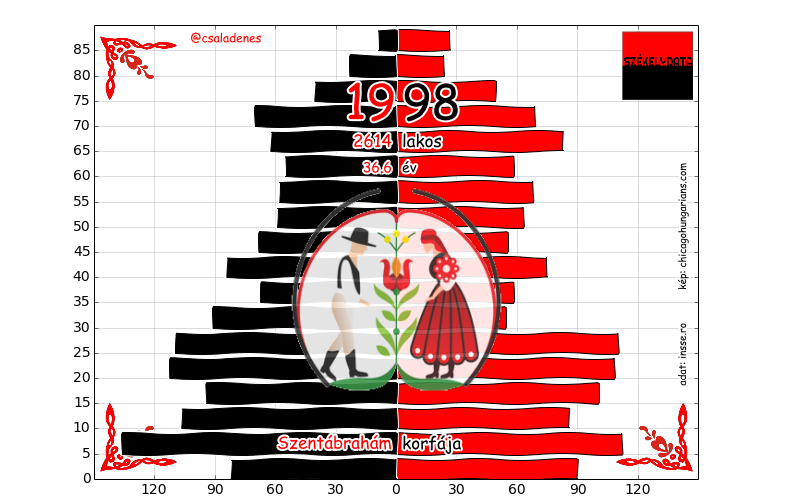 @csaladenes
SZÉKELYDATA
1998
2614 lakos
36.6 év
kép: chicagohungarians.com
adat: insse.ro
Szentábrahám korfája
85
80
75
70
65
60
55
50
45
40
35
30
25
20
15
10
5
0
120 90 60 30 0 30 60 90 120